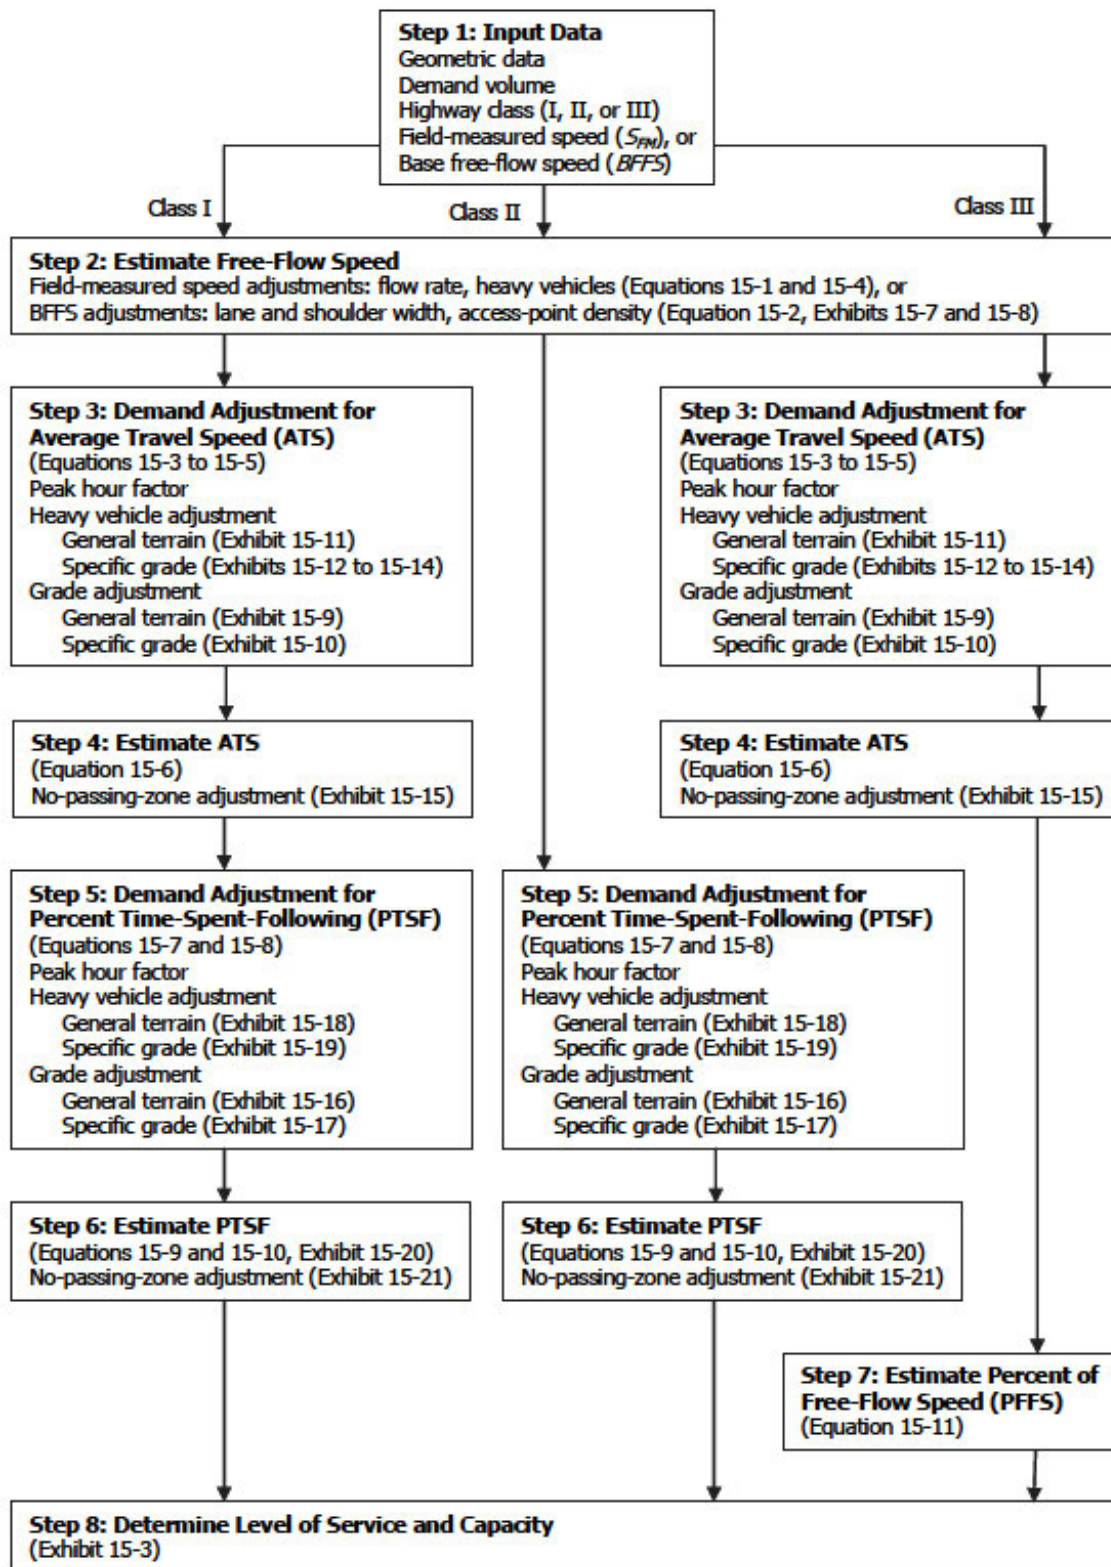 Step 1: Input Data
Geometric data
Demand volume
Highway class (I, II, or III)
Field-measured speed (S_FM), or
Base free-flow speed (BFFS)
Class I
Class II
Class III
Step 2: Estimate Free-Flow Speed
Field-measured speed adjustments: flow rate, heavy vehicles (Equations 15-1 and 15-4), or
BFFS adjustments: lane and shoulder width, access-point density (Equation 15-2, Exhibits 15-7 and 15-8)
Step 3: Demand Adjustment for
Average Travel Speed (ATS)
(Equations 15-3 to 15-5)
Peak hour factor
Heavy vehicle adjustment
General terrain (Exhibit 15-11)
Specific grade (Exhibits 15-12 to 15-14)
Grade adjustment
General terrain (Exhibit 15-9)
Specific grade (Exhibit 15-10)
Step 3: Demand Adjustment for
Average Travel Speed (ATS)
(Equations 15-3 to 15-5)
Peak hour factor
Heavy vehicle adjustment
General terrain (Exhibit 15-11)
Specific grade (Exhibits 15-12 to 15-14)
Grade adjustment
General terrain (Exhibit 15-9)
Specific grade (Exhibit 15-10)
Step 4: Estimate ATS
(Equation 15-6)
No-passing-zone adjustment (Exhibit 15-15)
Step 4: Estimate ATS
(Equation 15-6)
No-passing-zone adjustment (Exhibit 15-15)
Step 5: Demand Adjustment for
Percent Time-Spent-Following (PTSF)
(Equations 15-7 and 15-8)
Peak hour factor
Heavy vehicle adjustment
General terrain (Exhibit 15-18)
Specific grade (Exhibit 15-19)
Grade adjustment
General terrain (Exhibit 15-16)
Specific grade (Exhibit 15-17)
Step 5: Demand Adjustment for
Percent Time-Spent-Following (PTSF)
(Equations 15-7 and 15-8)
Peak hour factor
Heavy vehicle adjustment
General terrain (Exhibit 15-18)
Specific grade (Exhibit 15-19)
Grade adjustment
General terrain (Exhibit 15-16)
Specific grade (Exhibit 15-17)
Step 6: Estimate PTSF
(Equations 15-9 and 15-10, Exhibit 15-20)
No-passing-zone adjustment (Exhibit 15-21)
Step 6: Estimate PTSF
(Equations 15-9 and 15-10, Exhibit 15-20)
No-passing-zone adjustment (Exhibit 15-21)
Step 7: Estimate Percent of
Free-Flow Speed (PFFS)
(Equation 15-11)
Step 8: Determine Level of Service and Capacity
(Exhibit 15-3)